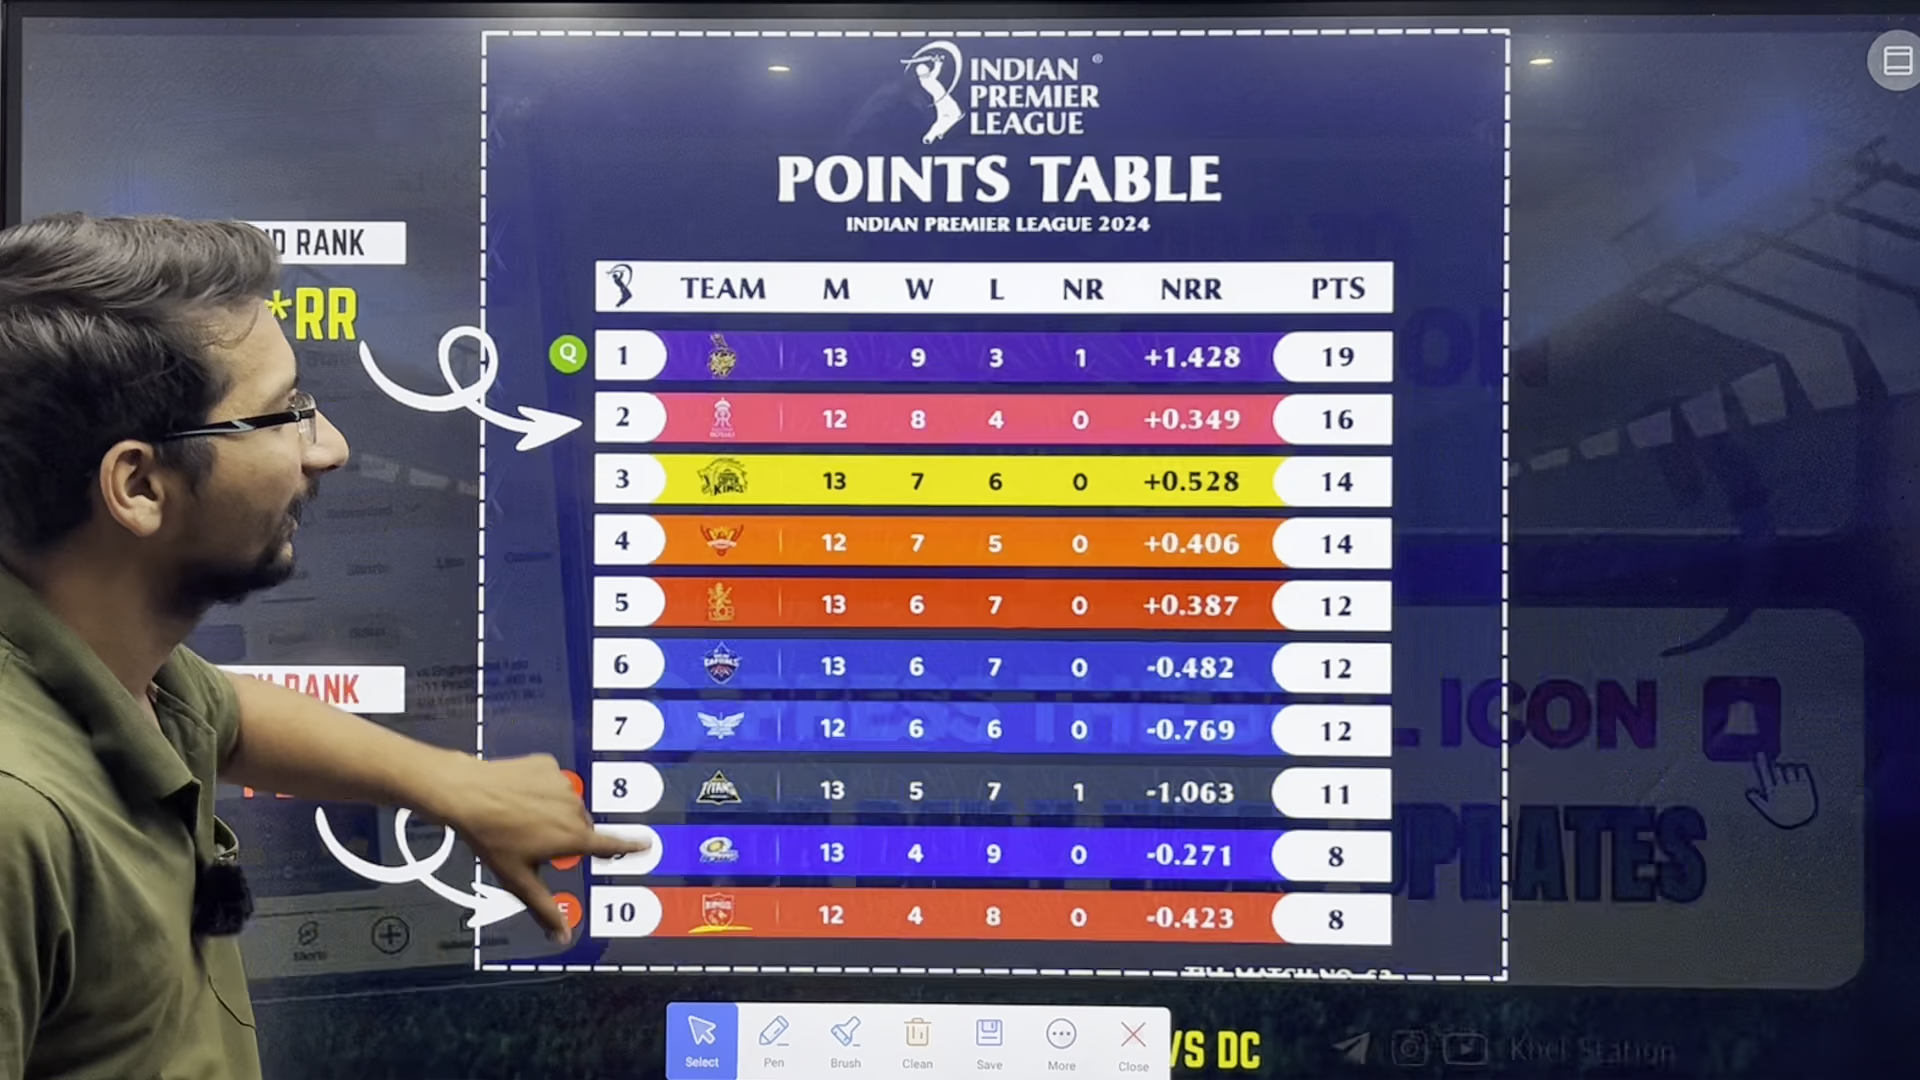 INDIAN
PREMIER
LEAGUE
POINTS TABLE
INDIAN PREMIER LEAGUE 2024
RANK
*RR
TEAM M W L NR NRR PTS
Q 1 13 9 3 1 +1.428 19
2 12 8 4 0 +0.349 16
3 13 7 6 0 +0.528 14
4 12 7 5 0 +0.406 14
5 13 6 7 0 +0.387 12
6 13 6 7 0 -0.482 12
7 12 6 6 0 -0.769 12
8 TITANS 13 5 7 1 -1.063 11
13 4 9 0 -0.271 8
10 12 4 8 0 -0.423 8
RANK
ICON
UPDATES
Select Pen Brush Clean Save More Close
VS DC
Khel Station